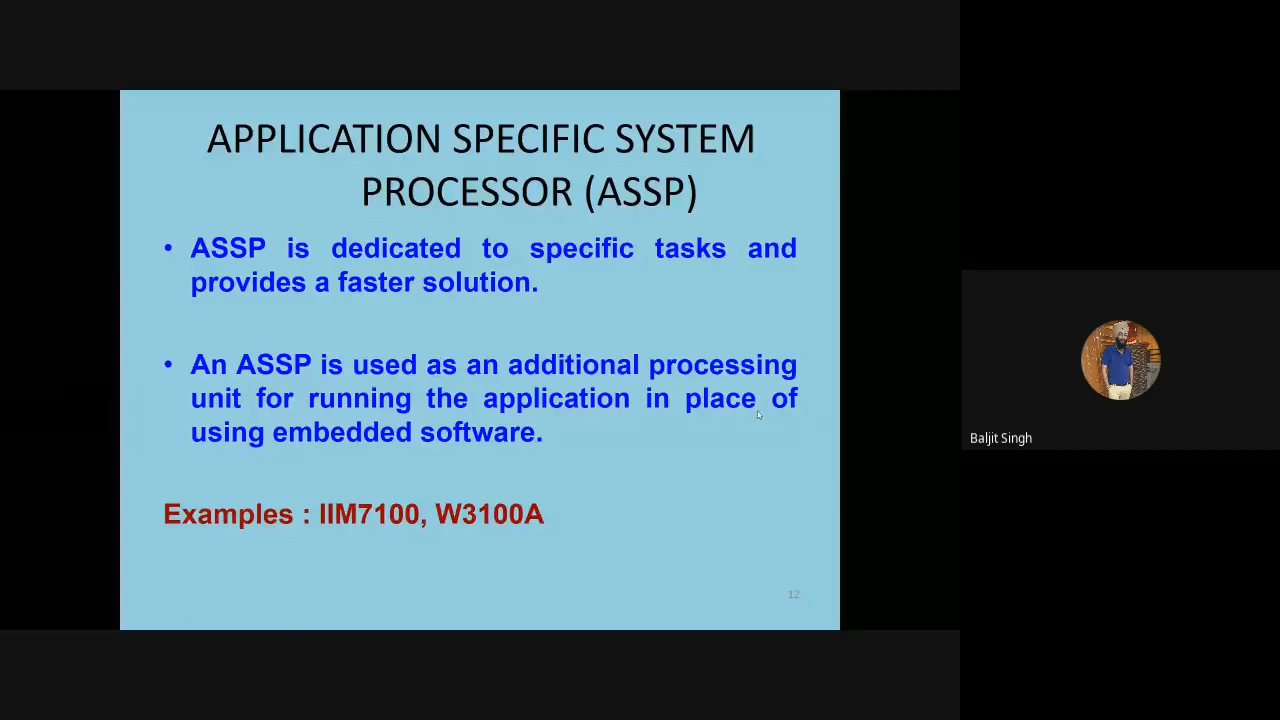 APPLICATION SPECIFIC SYSTEM
PROCESSOR (ASSP)
• ASSP is dedicated to specific tasks and
provides a faster solution.
• An ASSP is used as an additional processing
unit for running the application in place of
using embedded software.
Examples : IIM7100, W3100A
12
Baljit Singh